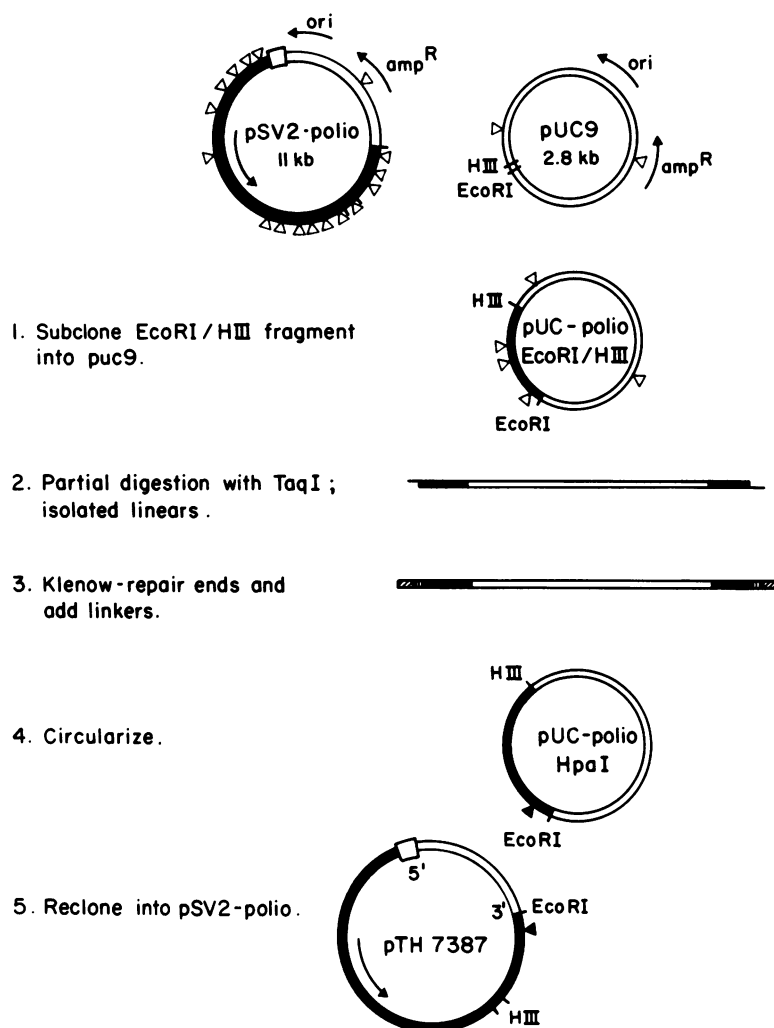 ori
amp^R
pSV2-polio
11 kb
ori
pUC9
2.8 kb
HIII
EcoRI
amp^R
1. Subclone EcoRI/HIII fragment
into puc9.
HIII
pUC-polio
EcoRI/HIII
EcoRI
2. Partial digestion with TaqI;
isolated linears.
3. Klenow-repair ends and
add linkers.
4. Circularize.
HIII
pUC-polio
HpaI
EcoRI
5. Reclone into pSV2-polio.
5'
3'
EcoRI
pTH 7387
HIII